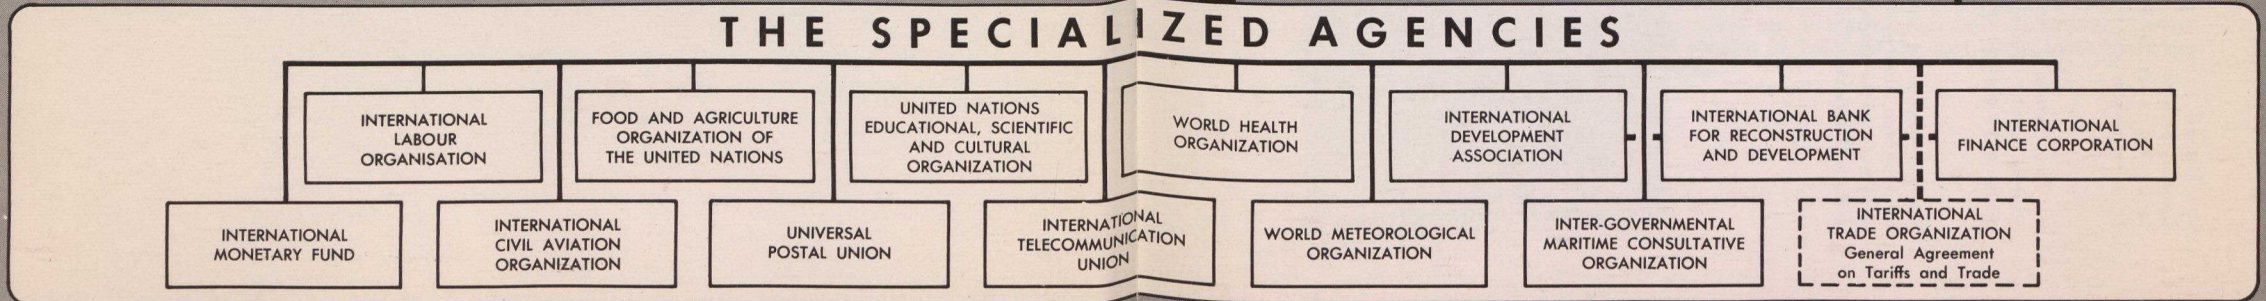 THE SPECIALIZED AGENCIES
INTERNATIONAL
LABOUR
ORGANISATION
FOOD AND AGRICULTURE
ORGANIZATION OF
THE UNITED NATIONS
UNITED NATIONS
EDUCATIONAL, SCIENTIFIC
AND CULTURAL
ORGANIZATION
WORLD HEALTH
ORGANIZATION
INTERNATIONAL
DEVELOPMENT
ASSOCIATION
INTERNATIONAL BANK
FOR RECONSTRUCTION
AND DEVELOPMENT
INTERNATIONAL
FINANCE CORPORATION
INTERNATIONAL
MONETARY FUND
INTERNATIONAL
CIVIL AVIATION
ORGANIZATION
UNIVERSAL
POSTAL UNION
INTERNATIONAL
TELECOMMUNICATION
UNION
WORLD METEOROLOGICAL
ORGANIZATION
INTER-GOVERNMENTAL
MARITIME CONSULTATIVE
ORGANIZATION
INTERNATIONAL
TRADE ORGANIZATION
General Agreement
on Tariffs and Trade